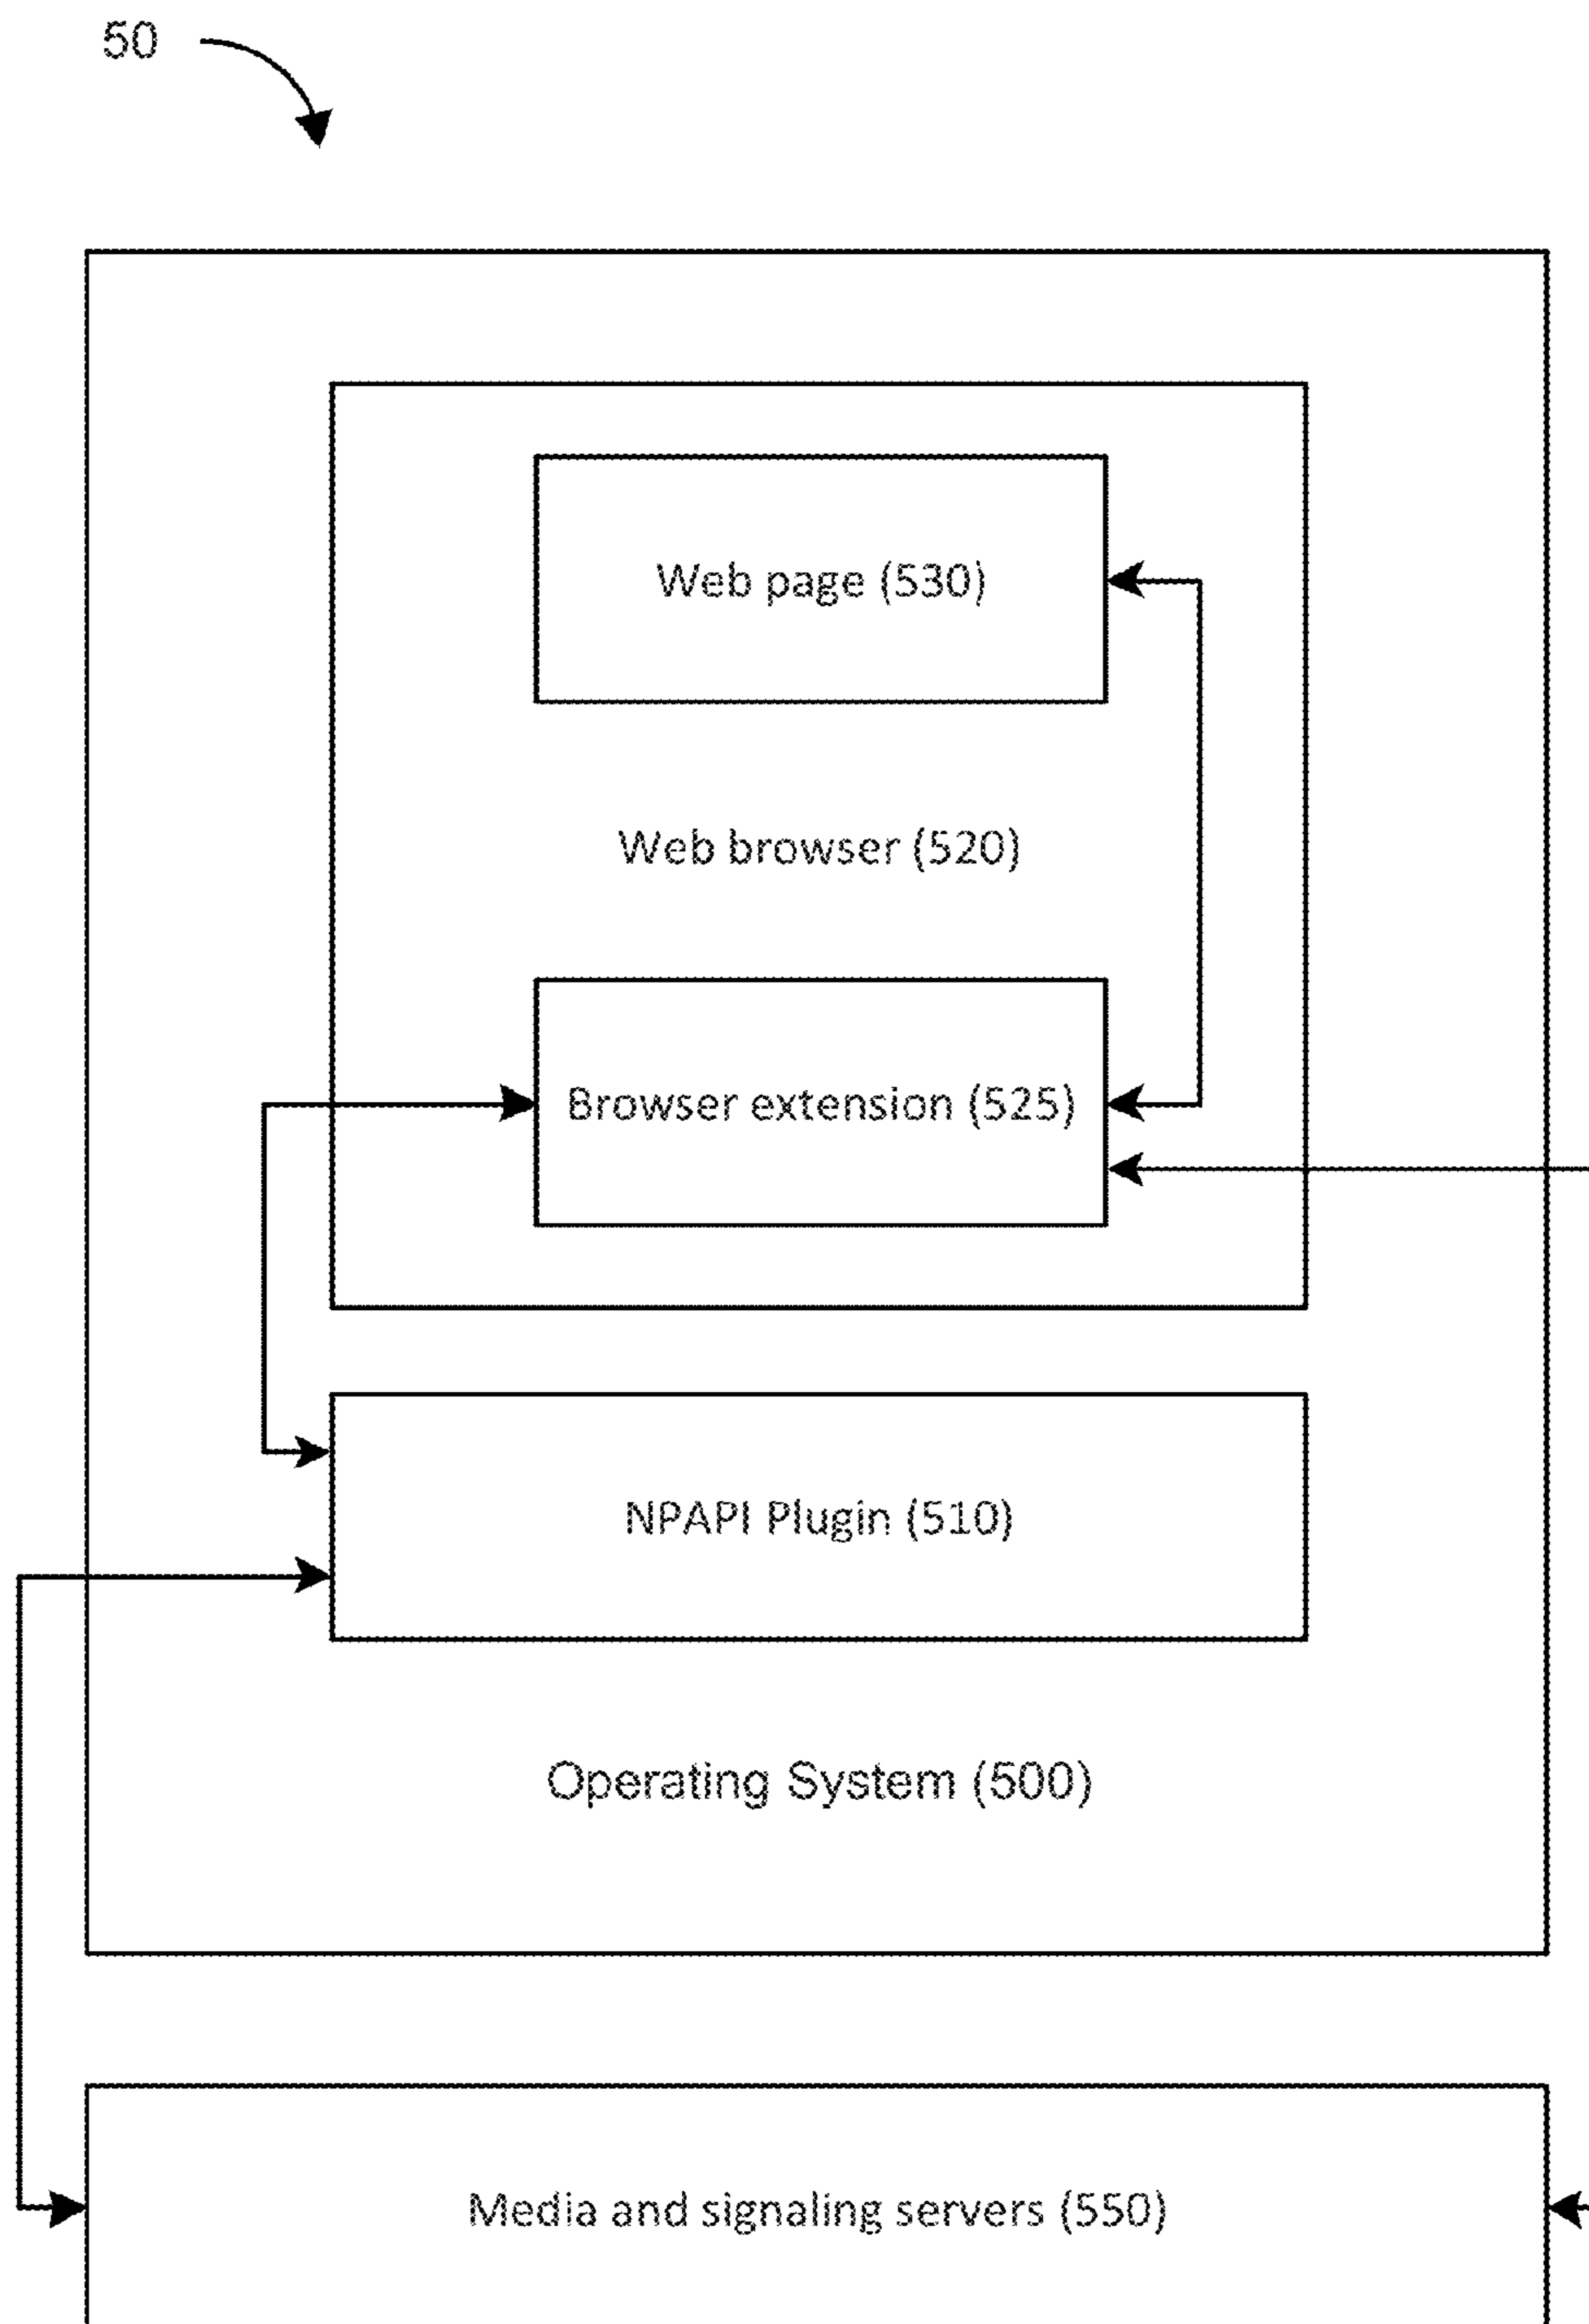 50
Web page (530)
Web browser (520)
Browser extension (525)
NPAPI Plugin (510)
Operating System (500)
Media and signaling servers (550)